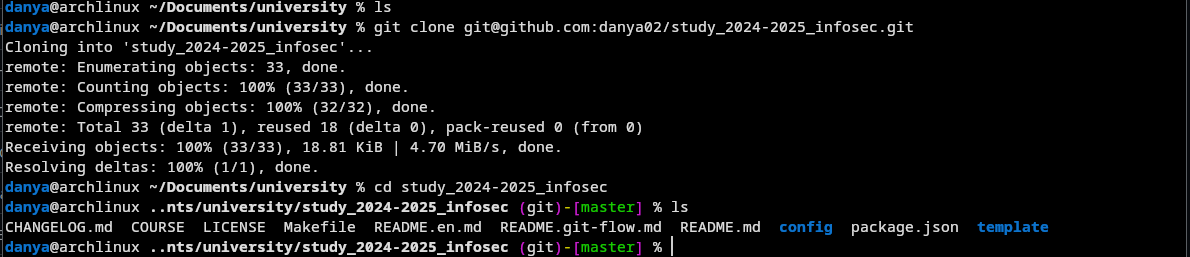 danya@archlinux ~/Documents/university % ls
danya@archlinux ~/Documents/university % git clone git@github.com:danya02/study_2024-2025_infosec.git
Cloning into 'study_2024-2025_infosec'...
remote: Enumerating objects: 33, done.
remote: Counting objects: 100% (33/33), done.
remote: Compressing objects: 100% (32/32), done.
remote: Total 33 (delta 1), reused 18 (delta 0), pack-reused 0 (from 0)
Receiving objects: 100% (33/33), 18.81 KiB | 4.70 MiB/s, done.
Resolving deltas: 100% (1/1), done.
danya@archlinux ~/Documents/university % cd study_2024-2025_infosec
danya@archlinux ..nts/university/study_2024-2025_infosec (git)-[master] % ls
CHANGELOG.md  COURSE  LICENSE  Makefile  README.en.md  README.git-flow.md  README.md  config  package.json  template
danya@archlinux ..nts/university/study_2024-2025_infosec (git)-[master] %